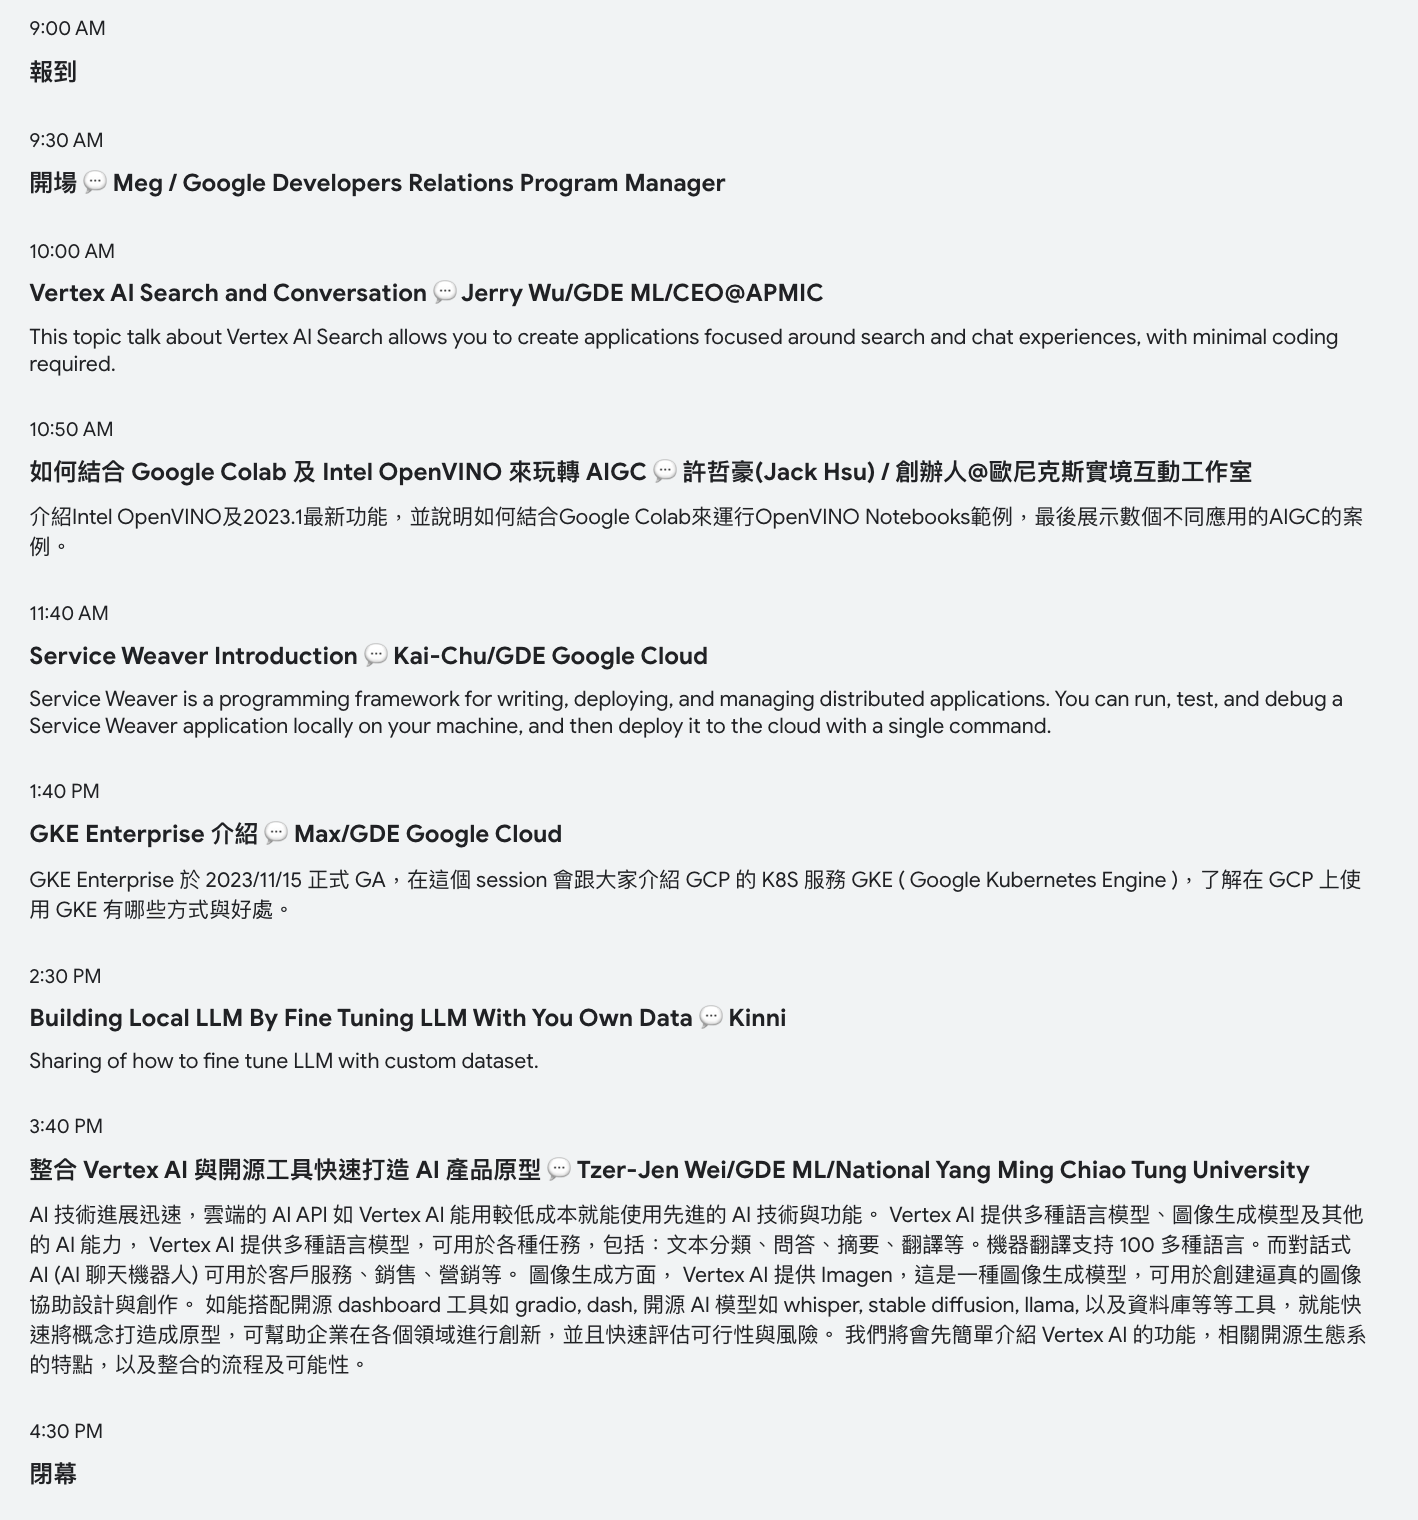 9:00 AM
報到
9:30 AM
開場 💬 Meg / Google Developers Relations Program Manager
10:00 AM
Vertex AI Search and Conversation 💬 Jerry Wu/GDE ML/CEO@APMIC
This topic talk about Vertex AI Search allows you to create applications focused around search and chat experiences, with minimal coding
required.
10:50 AM
如何結合 Google Colab 及 Intel OpenVINO 來玩轉 AIGC 💬 許哲豪(Jack Hsu) / 創辦人@歐尼克斯實境互動工作室
介紹Intel OpenVINO及2023.1最新功能，並說明如何結合Google Colab來運行OpenVINO Notebooks範例，最後展示數個不同應用的AIGC的案
例。
11:40 AM
Service Weaver Introduction 💬 Kai-Chu/GDE Google Cloud
Service Weaver is a programming framework for writing, deploying, and managing distributed applications. You can run, test, and debug a
Service Weaver application locally on your machine, and then deploy it to the cloud with a single command.
1:40 PM
GKE Enterprise 介紹 💬 Max/GDE Google Cloud
GKE Enterprise 於 2023/11/15 正式 GA，在這個 session 會跟大家介紹 GCP 的 K8S 服務 GKE ( Google Kubernetes Engine )，了解在 GCP 上使
用 GKE 有哪些方式與好處。
2:30 PM
Building Local LLM By Fine Tuning LLM With You Own Data 💬 Kinni
Sharing of how to fine tune LLM with custom dataset.
3:40 PM
整合 Vertex AI 與開源工具快速打造 AI 產品原型 💬 Tzer-Jen Wei/GDE ML/National Yang Ming Chiao Tung University
AI 技術進展迅速，雲端的 AI API 如 Vertex AI 能用較低成本就能使用先進的 AI 技術與功能。 Vertex AI 提供多種語言模型、圖像生成模型及其他
的 AI 能力， Vertex AI 提供多種語言模型，可用於各種任務，包括：文本分類、問答、摘要、翻譯等。機器翻譯支持 100 多種語言。而對話式
AI (AI 聊天機器人) 可用於客戶服務、銷售、營銷等。 圖像生成方面， Vertex AI 提供 Imagen，這是一種圖像生成模型，可用於創建逼真的圖像
協助設計與創作。 如能搭配開源 dashboard 工具如 gradio, dash, 開源 AI 模型如 whisper, stable diffusion, llama, 以及資料庫等等工具，就能快
速將概念打造成原型，可幫助企業在各個領域進行創新，並且快速評估可行性與風險。 我們將會先簡單介紹 Vertex AI 的功能，相關開源生態系
的特點，以及整合的流程及可能性。
4:30 PM
閉幕